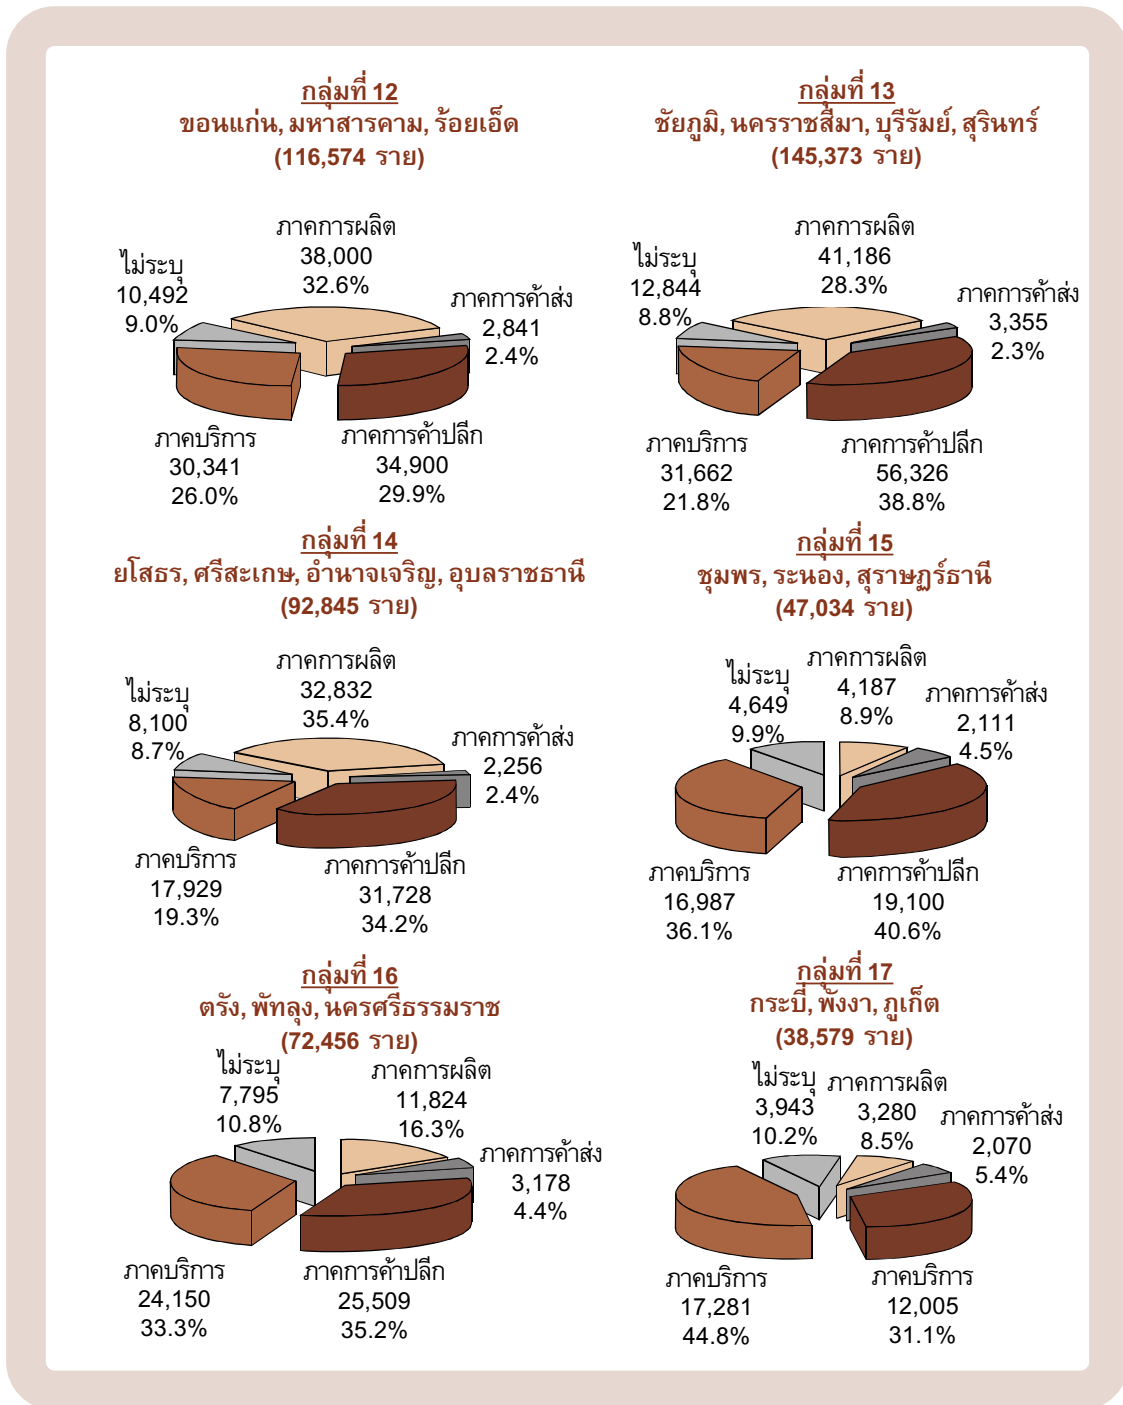 กลุ่มที่ 12
ขอนแก่น, มหาสารคาม, ร้อยเอ็ด
(116,574 ราย)
ภาคการผลิต
38,000
32.6%
ไม่ระบุ
10,492
9.0%
ภาคการค้าส่ง
2,841
2.4%
ภาคบริการ
30,341
26.0%
ภาคการค้าปลีก
34,900
29.9%
กลุ่มที่ 13
ชัยภูมิ, นครราชสีมา, บุรีรัมย์, สุรินทร์
(145,373 ราย)
ภาคการผลิต
41,186
28.3%
ไม่ระบุ
12,844
8.8%
ภาคการค้าส่ง
3,355
2.3%
ภาคบริการ
31,662
21.8%
ภาคการค้าปลีก
56,326
38.8%
กลุ่มที่ 14
ยโสธร, ศรีสะเกษ, อำนาจเจริญ, อุบลราชธานี
(92,845 ราย)
ภาคการผลิต
32,832
35.4%
ไม่ระบุ
8,100
8.7%
ภาคการค้าส่ง
2,256
2.4%
ภาคบริการ
17,929
19.3%
ภาคการค้าปลีก
31,728
34.2%
กลุ่มที่ 15
ชุมพร, ระนอง, สุราษฏร์ธานี
(47,034 ราย)
ภาคการผลิต
4,187
8.9%
ไม่ระบุ
4,649
9.9%
ภาคการค้าส่ง
2,111
4.5%
ภาคบริการ
16,987
36.1%
ภาคการค้าปลีก
19,100
40.6%
กลุ่มที่ 16
ตรัง, พัทลุง, นครศรีธรรมราช
(72,456 ราย)
ไม่ระบุ
7,795
10.8%
ภาคการผลิต
11,824
16.3%
ภาคการค้าส่ง
3,178
4.4%
ภาคบริการ
24,150
33.3%
ภาคการค้าปลีก
25,509
35.2%
กลุ่มที่ 17
กระบี่, พังงา, ภูเก็ต
(38,579 ราย)
ไม่ระบุ
3,943
10.2%
ภาคการผลิต
3,280
8.5%
ภาคการค้าส่ง
2,070
5.4%
ภาคบริการ
17,281
44.8%
ภาคบริการ
12,005
31.1%